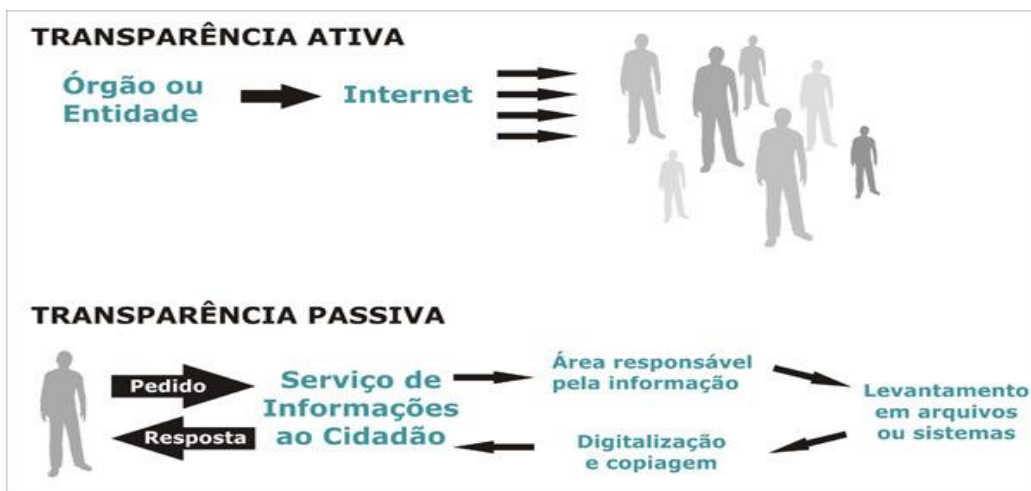 TRANSPARÊNCIA ATIVA
Órgão ou
Entidade
Internet
TRANSPARÊNCIA PASSIVA
Pedido
Resposta
Serviço de
Informações
ao Cidadão
Área responsável
pela informação
Levantamento
em arquivos
ou sistemas
Digitalização
e copiagem